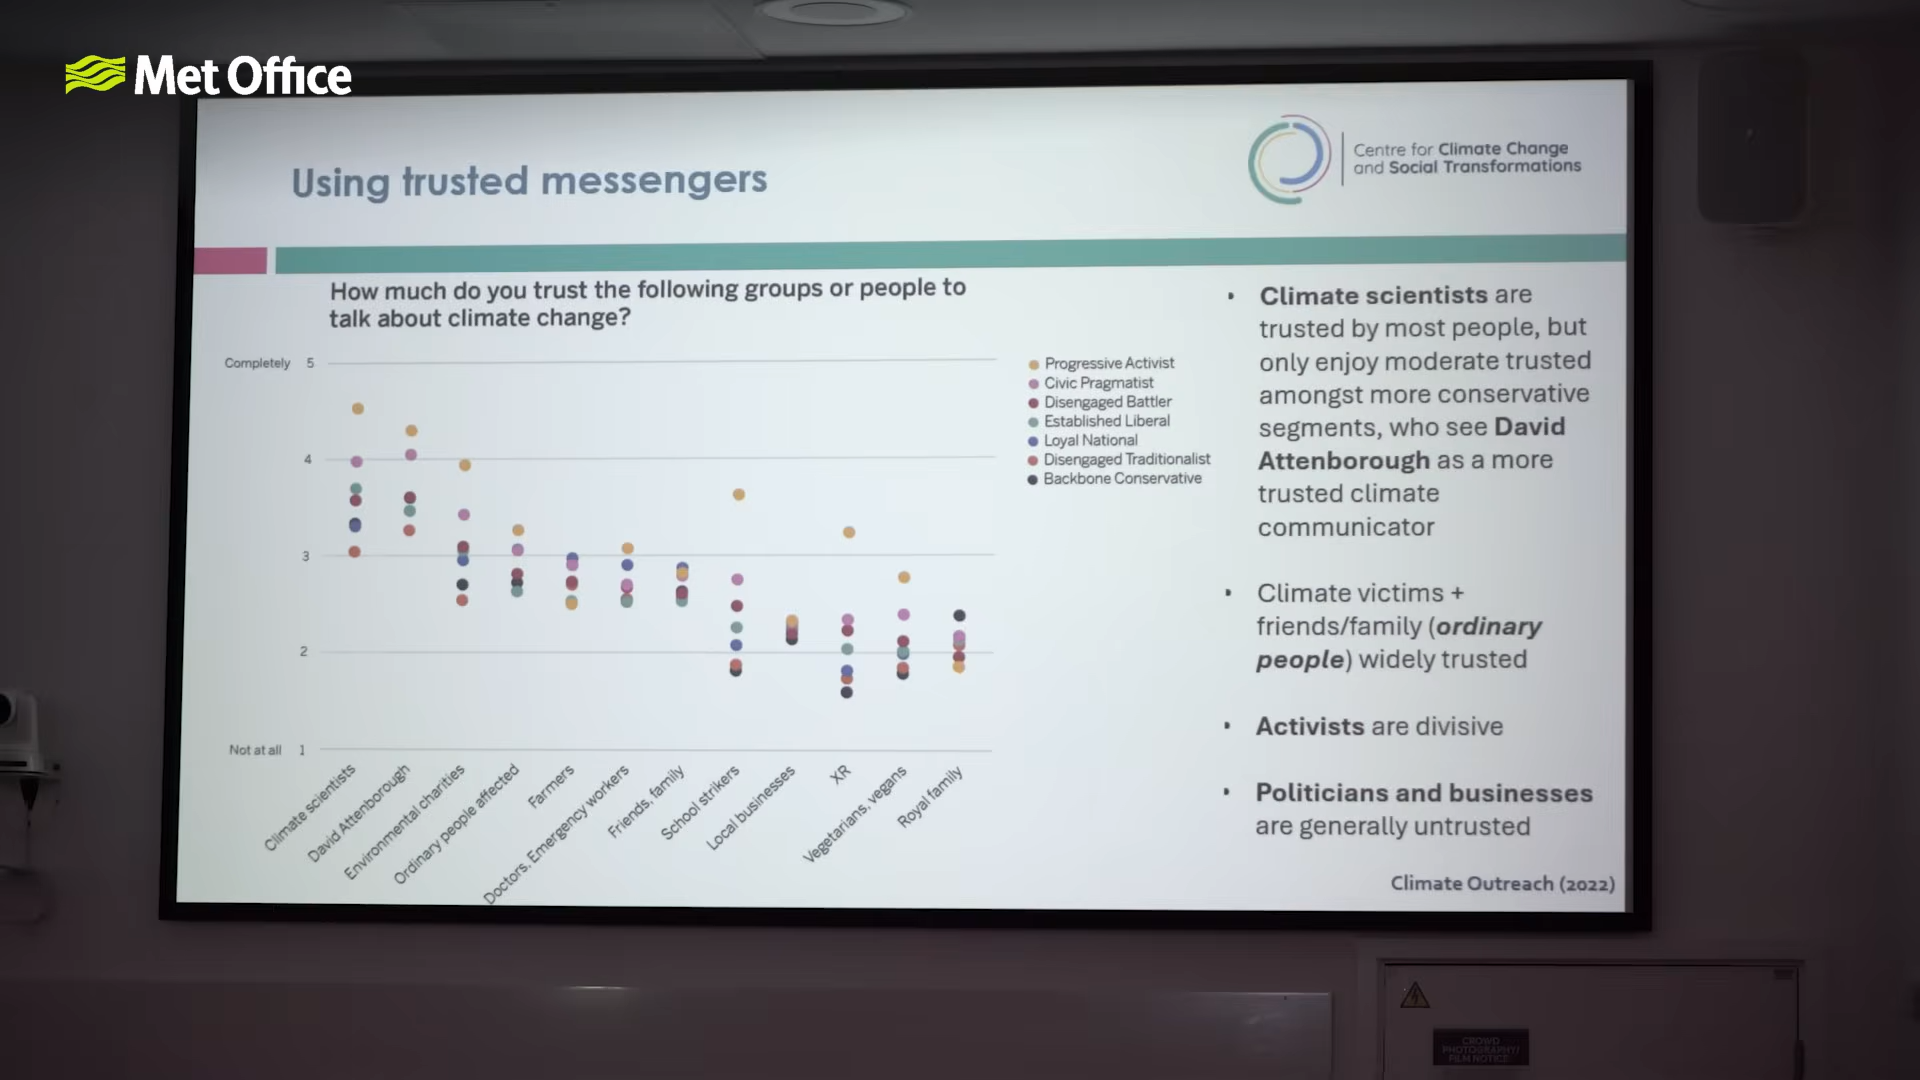 Met Office
Using trusted messengers
Centre for Climate Change
and Social Transformations
How much do you trust the following groups or people to
talk about climate change?
Completely 5
4
3
2
Not at all 1
Climate scientists
David Attenborough
Environmental charities
Ordinary people affected
Farmers
Doctors, Emergency workers
Friends, family
School strikers
Local businesses
XR
Vegetarians, vegans
Royal family
Progressive Activist
Civic Pragmatist
Disengaged Battler
Established Liberal
Loyal National
Disengaged Traditionalist
Backbone Conservative
• Climate scientists are
trusted by most people, but
only enjoy moderate trusted
amongst more conservative
segments, who see David
Attenborough as a more
trusted climate
communicator
• Climate victims +
friends/family (ordinary
people) widely trusted
• Activists are divisive
• Politicians and businesses
are generally untrusted
Climate Outreach (2022)
CROWD
PHOTOGRAPHY/
FILM NOTICE